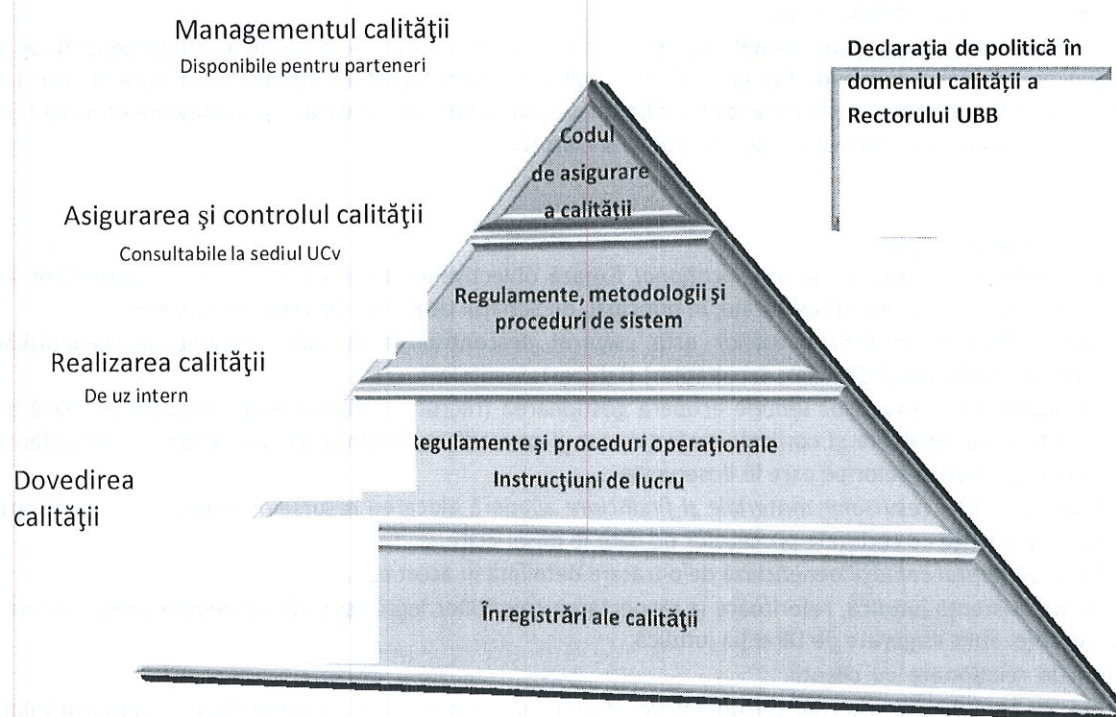 Managementul calităţii
Disponibile pentru parteneri
Declaraţia de politică în
domeniul calităţii a
Rectorului UBB
Codul
de asigurare
a calităţii
Asigurarea şi controlul calităţii
Consultabile la sediul UCv
Regulamente, metodologii şi
proceduri de sistem
Realizarea calităţii
De uz intern
Regulamente şi proceduri operaţionale
Instrucţiuni de lucru
Dovedirea
calităţii
Înregistrări ale calităţii